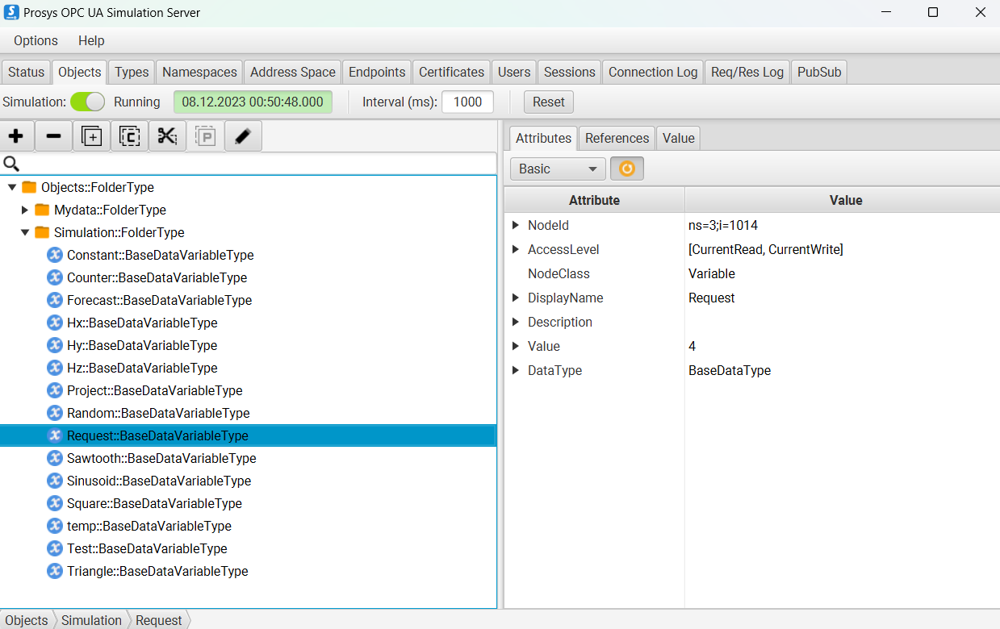 Prosys OPC UA Simulation Server
Options Help
Status Objects Types Namespaces Address Space Endpoints Certificates Users Sessions Connection Log Req/Res Log PubSub
Simulation: Running 08.12.2023 00:50:48.000 Interval (ms): 1000 Reset
Objects::FolderType
Mydata::FolderType
Simulation::FolderType
Constant::BaseDataVariableType
Counter::BaseDataVariableType
Forecast::BaseDataVariableType
Hx::BaseDataVariableType
Hy::BaseDataVariableType
Hz::BaseDataVariableType
Project::BaseDataVariableType
Random::BaseDataVariableType
Request::BaseDataVariableType
Sawtooth::BaseDataVariableType
Sinusoid::BaseDataVariableType
Square::BaseDataVariableType
temp::BaseDataVariableType
Test::BaseDataVariableType
Triangle::BaseDataVariableType
Attributes References Value
Basic
Attribute Value
NodeId ns=3;i=1014
AccessLevel [CurrentRead, CurrentWrite]
NodeClass Variable
DisplayName Request
Description
Value 4
DataType BaseDataType
Objects Simulation Request